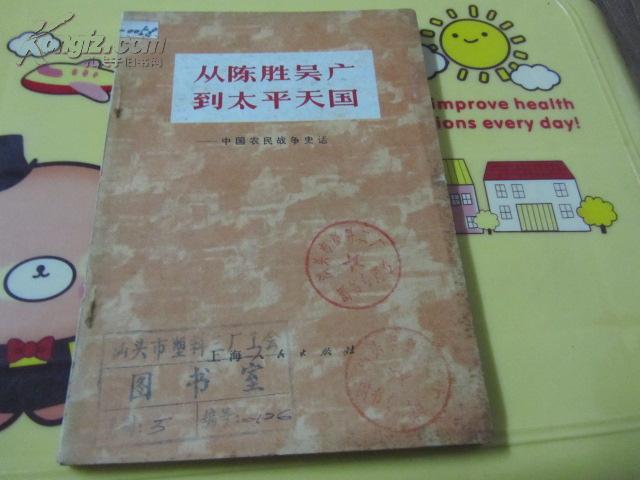 Kongfz.com
孔夫子旧书网
从陈胜吴广
到太平天国
——中国农民战争史话
上海人民出版社
汕头市塑料三厂工会
图书室
编号:
improve health
ions every day!